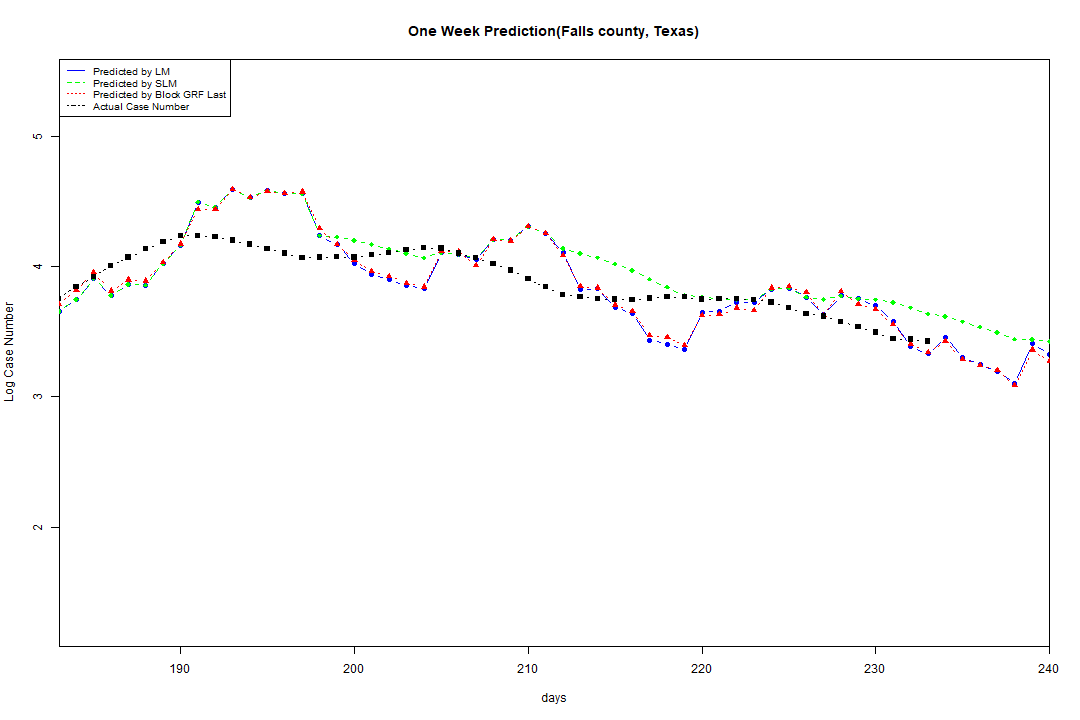 One Week Prediction(Falls county, Texas)
Predicted by LM
Predicted by SLM
Predicted by Block GRF Last
Actual Case Number
5
4
3
2
Log Case Number
190
200
210
220
230
240
days